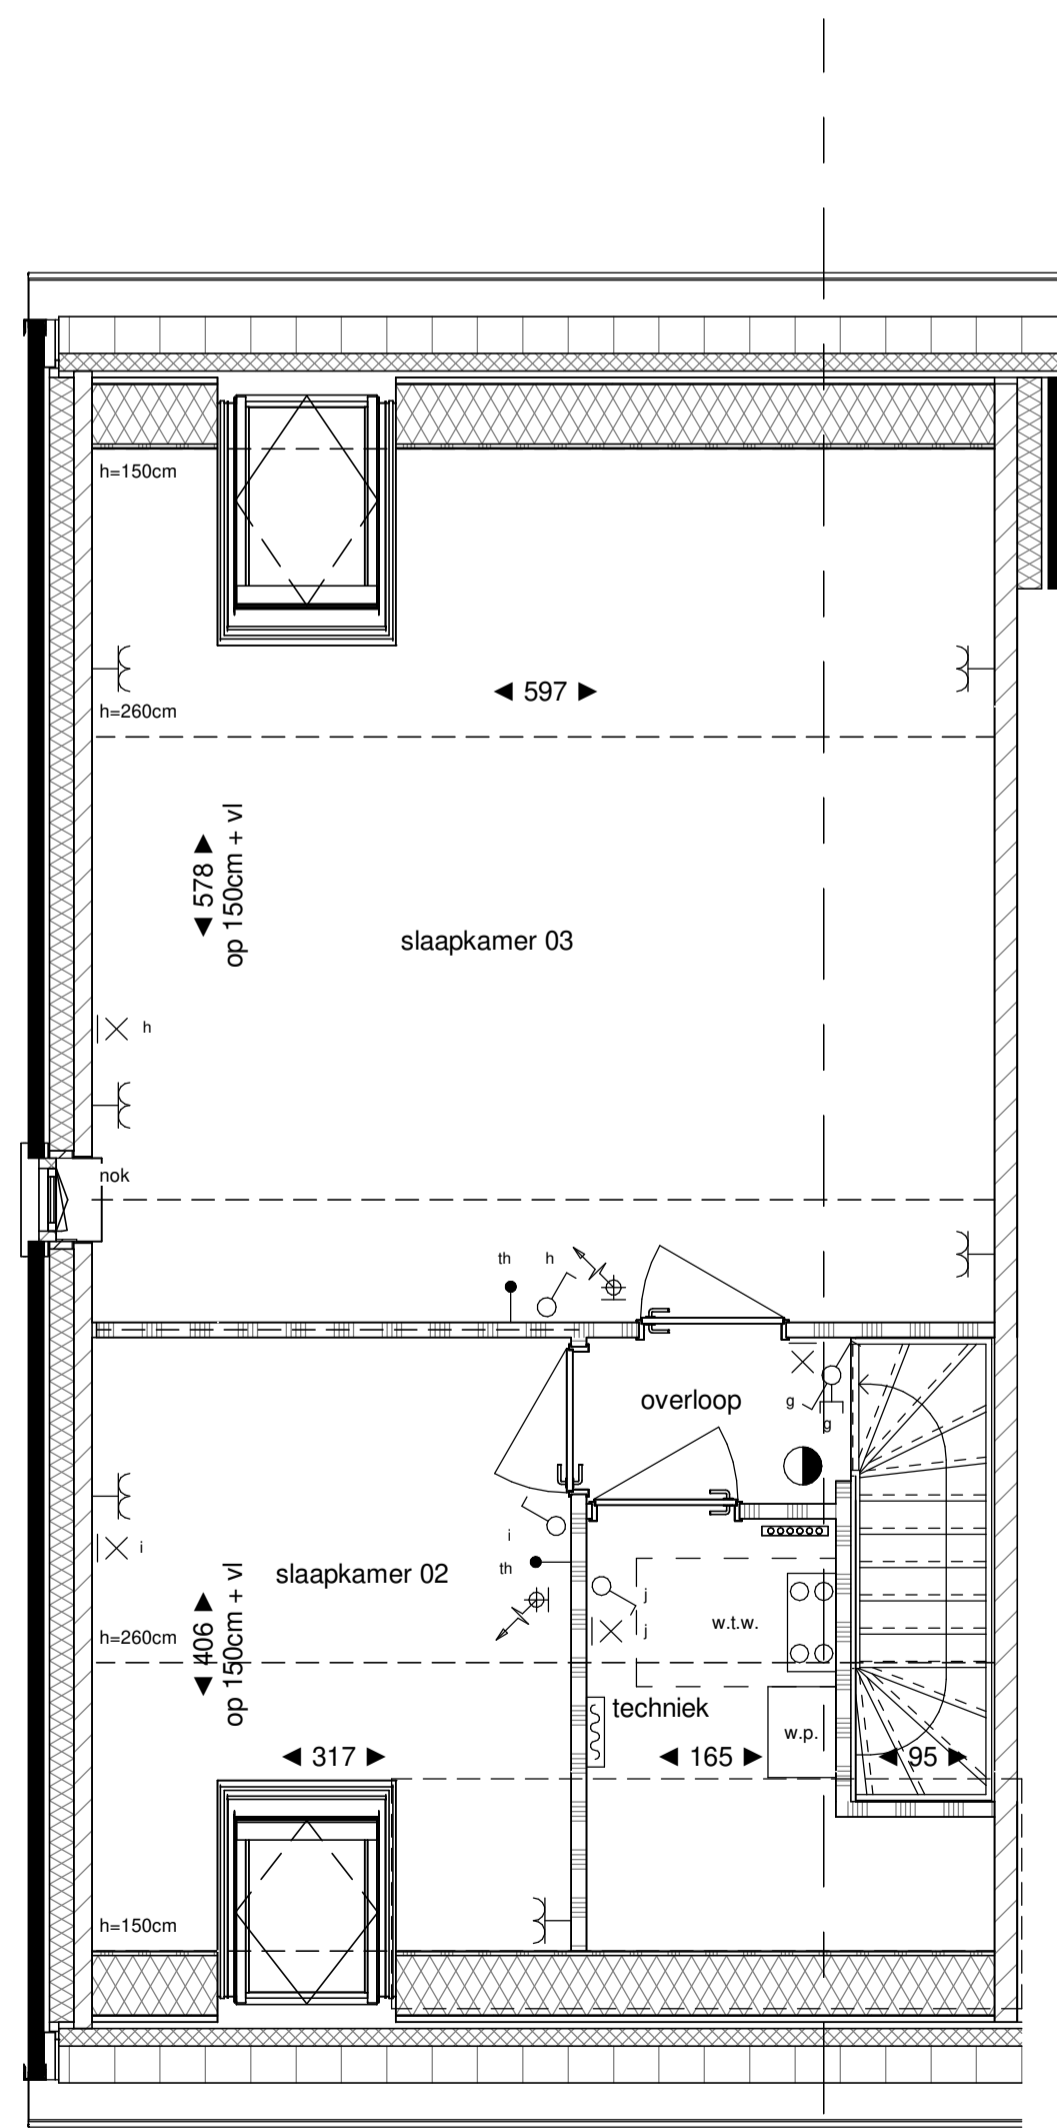 h=150cm
◄ 597 ►
h=260cm
◄ 578 ►
op 150cm + vl
slaapkamer 03
h
nok
th
h
overloop
g
g
i
th
i
slaapkamer 02
j
j
w.t.w.
h=260cm
◄ 406 ►
op 150cm + vl
techniek
w.p.
◄ 317 ►
◄ 165 ►
◄ 95 ►
h=150cm